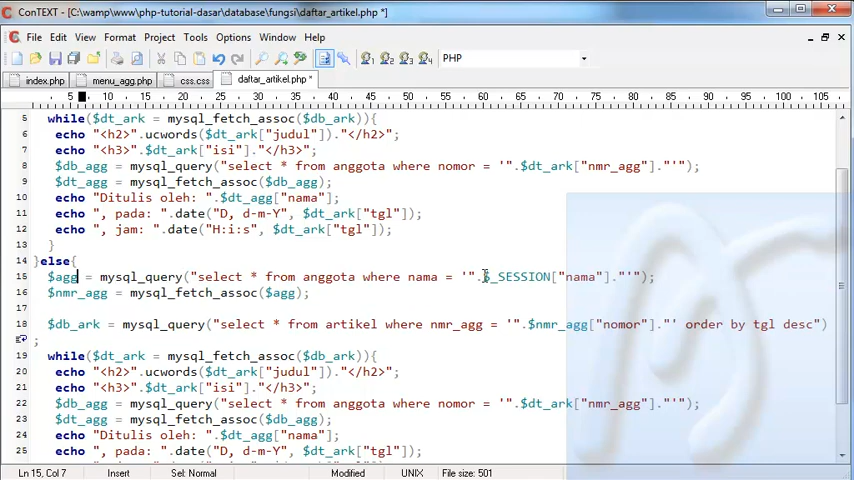 ConTEXT - [C:\wamp\www\php-tutorial-dasar\database\fungsi\daftar_artikel.php *]
File Edit View Format Project Tools Options Window Help
PHP
index.php menu_agg.php css.css daftar_artikel.php *
5 10 15 20 25 30 35 40 45 50 55 60 65 70 75 80 85 90 95 100 105
5 while($dt_ark = mysql_fetch_assoc($db_ark)){
6 echo "<h2>".ucwords($dt_ark["judul"])."</h2>";
7 echo "<h3>".$dt_ark["isi"]."</h3>";
8 $db_agg = mysql_query("select * from anggota where nomor = '".$dt_ark["nmr_agg"]."'");
9 $dt_agg = mysql_fetch_assoc($db_agg);
10 echo "Ditulis oleh: ".$dt_agg["nama"];
11 echo ", pada: ".date("D, d-m-Y", $dt_ark["tgl"]);
12 echo ", jam: ".date("H:i:s", $dt_ark["tgl"]);
13 }
14 }else{
15 $agg = mysql_query("select * from anggota where nama = '".$_SESSION["nama"]."'");
16 $nmr_agg = mysql_fetch_assoc($agg);
17
18 $db_ark = mysql_query("select * from artikel where nmr_agg = '".$nmr_agg["nomor"]."' order by tgl desc")
;
19 while($dt_ark = mysql_fetch_assoc($db_ark)){
20 echo "<h2>".ucwords($dt_ark["judul"])."</h2>";
21 echo "<h3>".$dt_ark["isi"]."</h3>";
22 $db_agg = mysql_query("select * from anggota where nomor = '".$dt_ark["nmr_agg"]."'");
23 $dt_agg = mysql_fetch_assoc($db_agg);
24 echo "Ditulis oleh: ".$dt_agg["nama"];
25 echo ", pada: ".date("D, d-m-Y", $dt_ark["tgl"]);
Ln 15, Col 7 Insert Sel: Normal Modified UNIX File size: 501